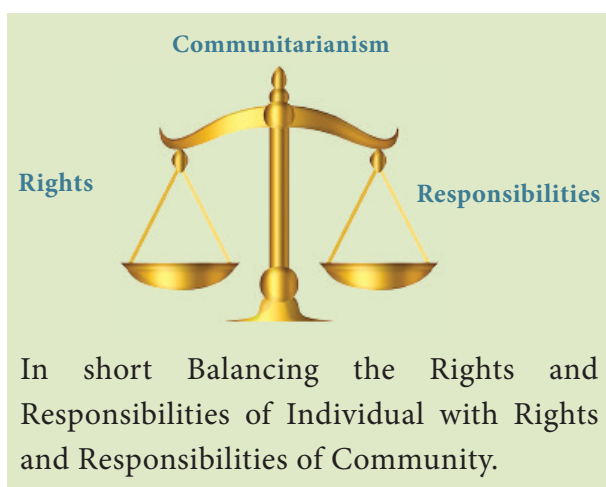 Communitarianism
Rights
Responsibilities
In short Balancing the Rights and
Responsibilities of Individual with Rights
and Responsibilities of Community.